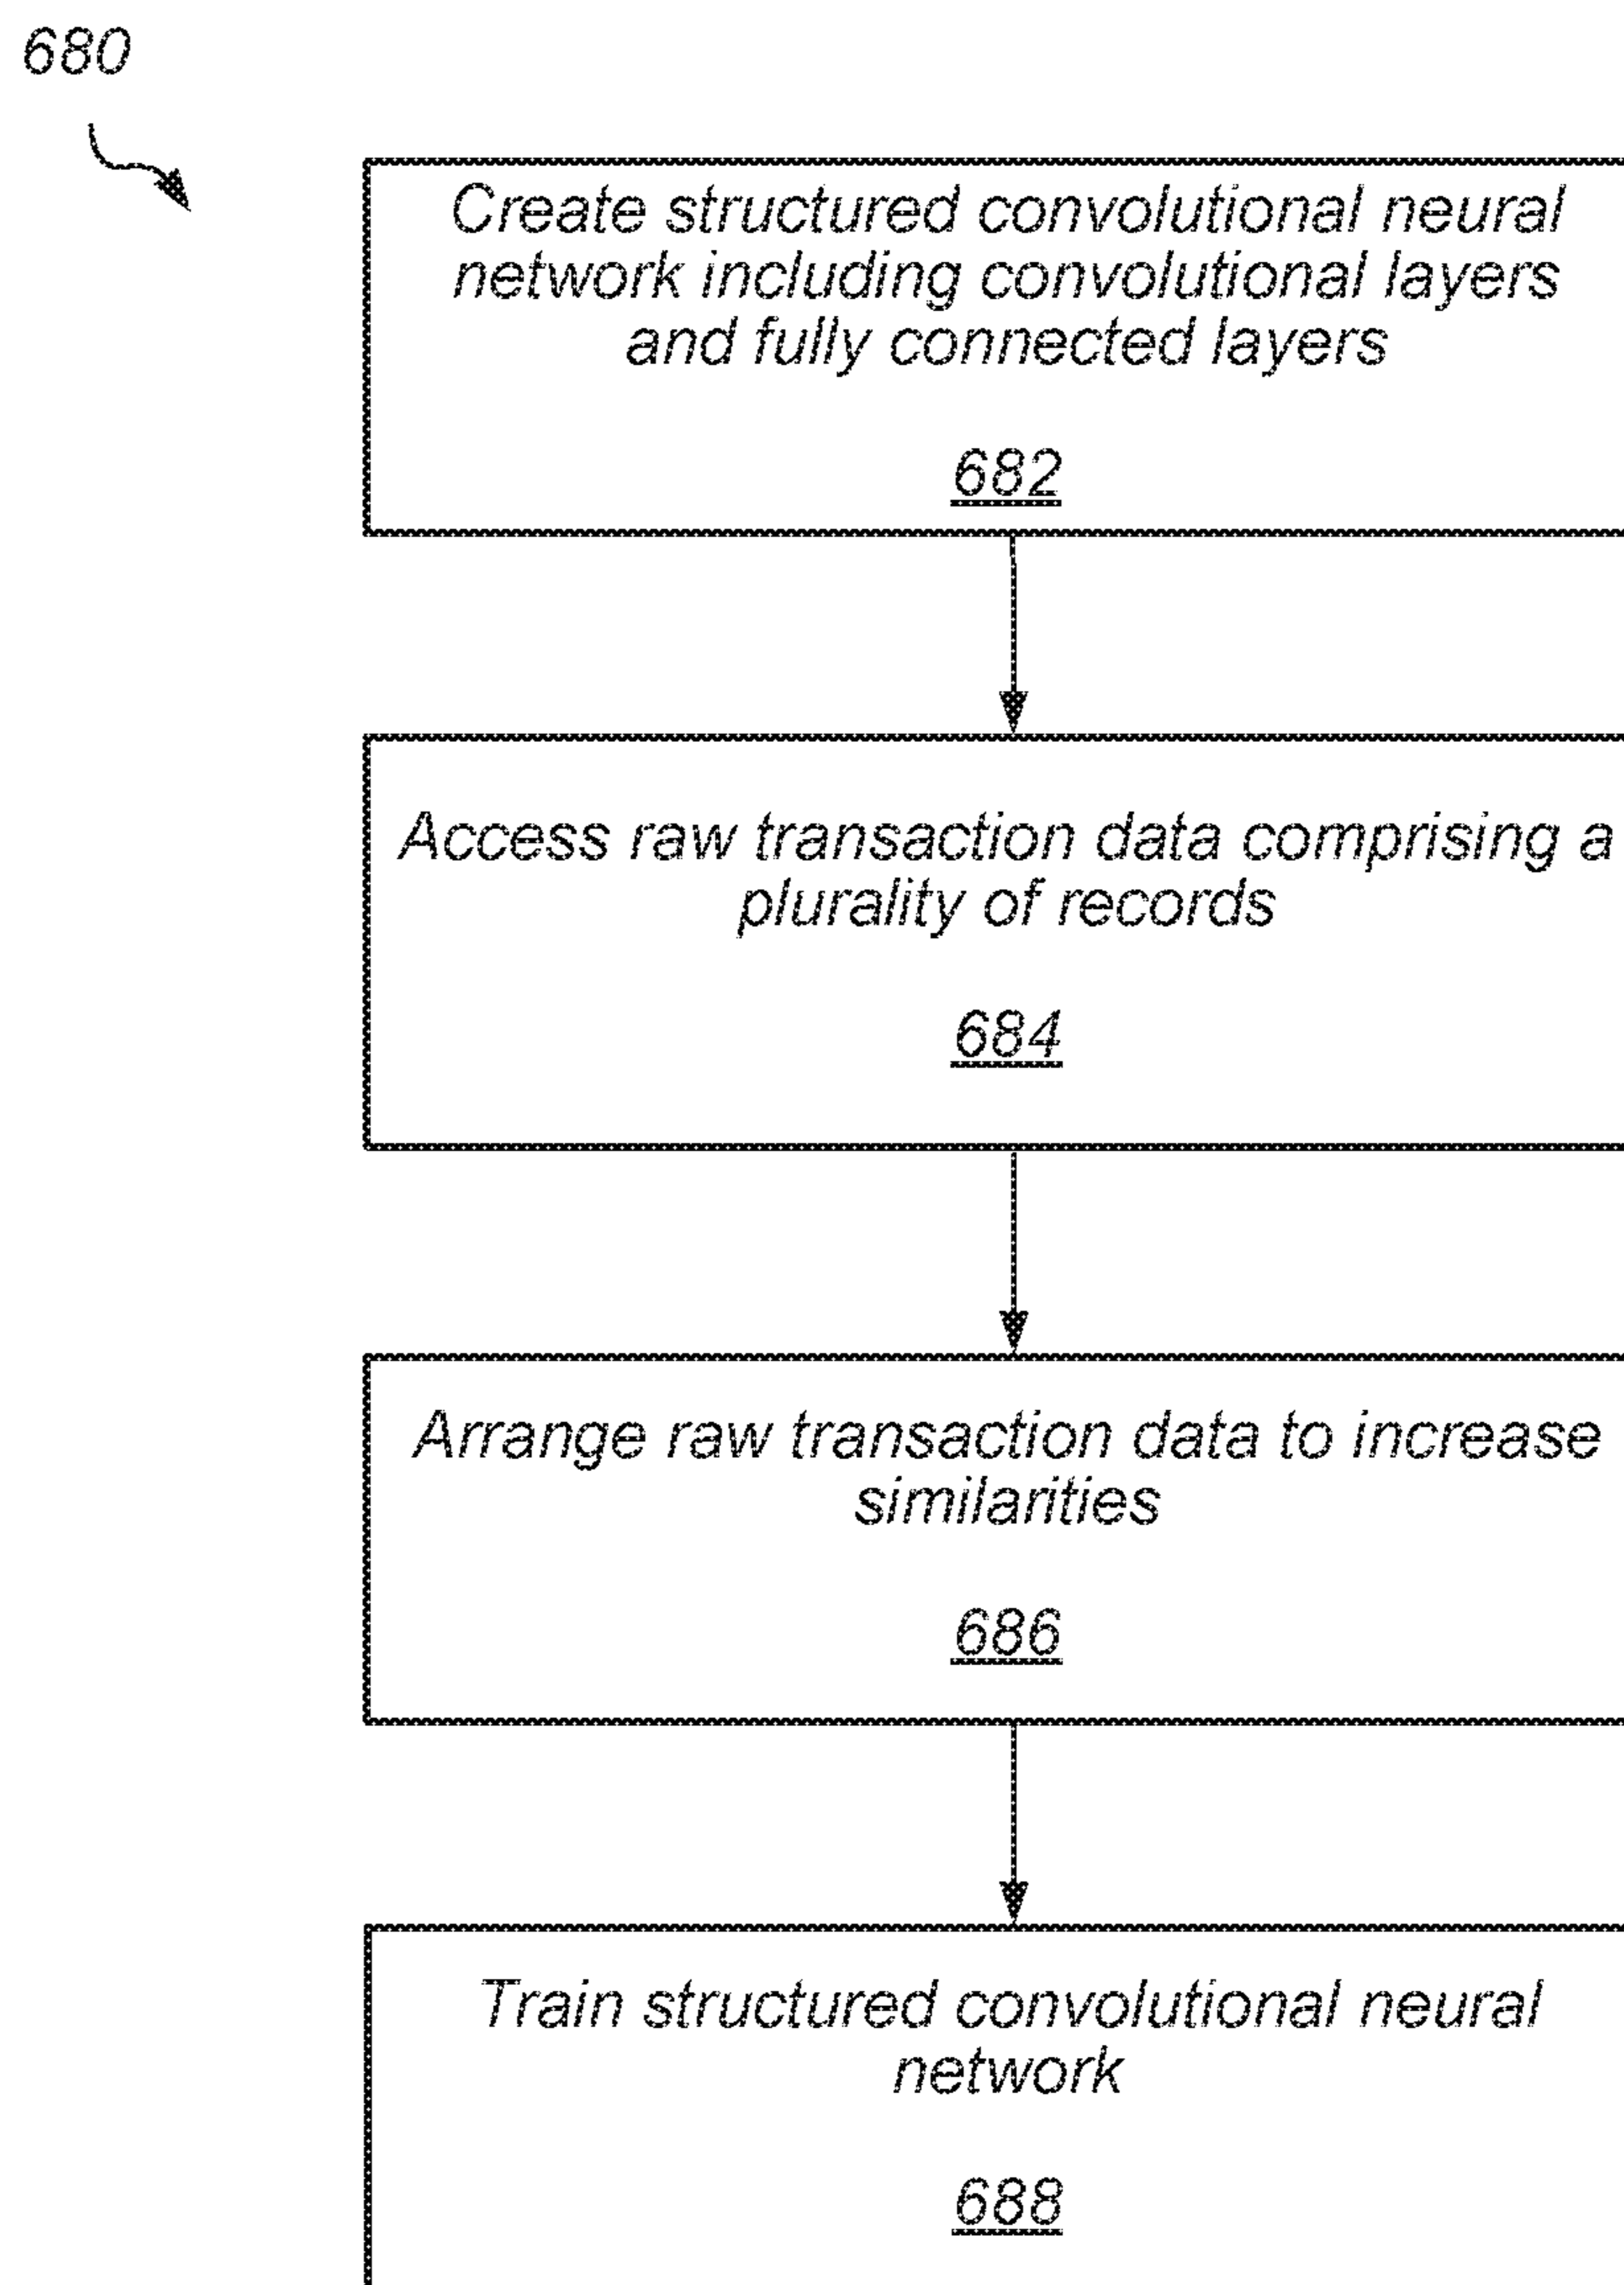 680
Create structured convolutional neural
network including convolutional layers
and fully connected layers
682
Access raw transaction data comprising a
plurality of records
684
Arrange raw transaction data to increase
similarities
686
Train structured convolutional neural
network
688